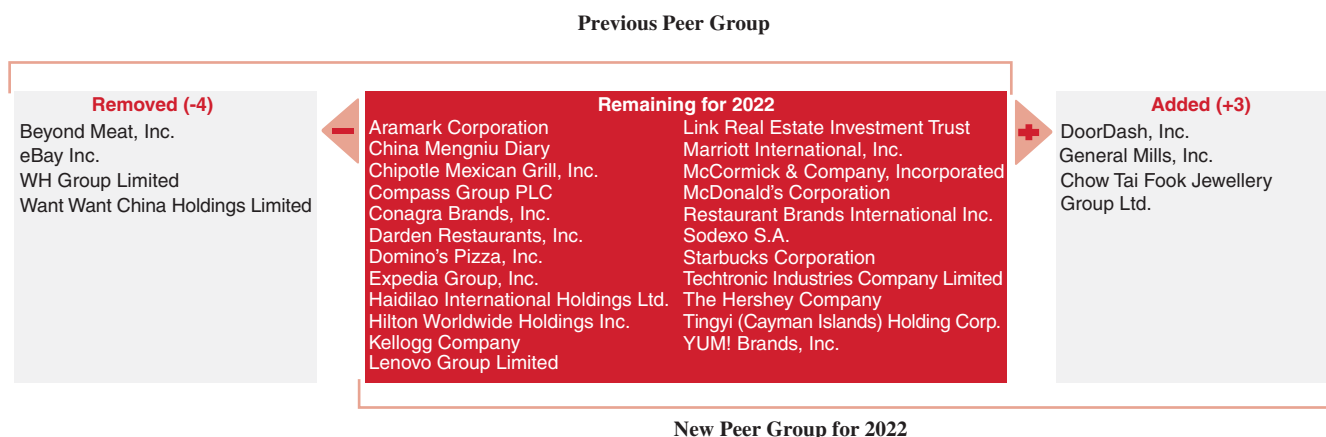 Previous Peer Group
Removed (-4)
Beyond Meat, Inc.
eBay Inc.
WH Group Limited
Want Want China Holdings Limited
Remaining for 2022
Aramark Corporation
China Mengniu Diary
Chipotle Mexican Grill, Inc.
Compass Group PLC
Conagra Brands, Inc.
Darden Restaurants, Inc.
Domino’s Pizza, Inc.
Expedia Group, Inc.
Haidilao International Holdings Ltd.
Hilton Worldwide Holdings Inc.
Kellogg Company
Lenovo Group Limited
Link Real Estate Investment Trust
Marriott International, Inc.
McCormick & Company, Incorporated
McDonald’s Corporation
Restaurant Brands International Inc.
Sodexo S.A.
Starbucks Corporation
Techtronic Industries Company Limited
The Hershey Company
Tingyi (Cayman Islands) Holding Corp.
YUM! Brands, Inc.
Added (+3)
DoorDash, Inc.
General Mills, Inc.
Chow Tai Fook Jewellery
Group Ltd.
New Peer Group for 2022